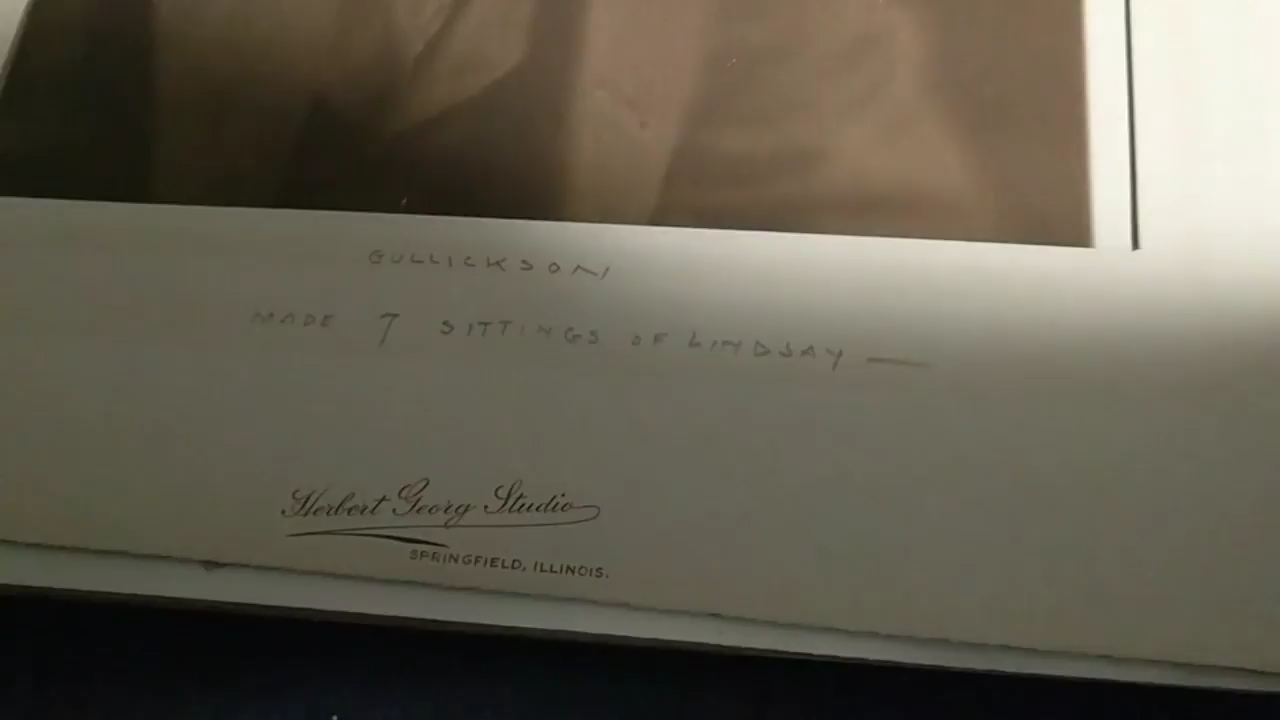 GULLICKSON
MADE 7 SITTINGS OF LINDSAY —
Herbert Georg Studio
SPRINGFIELD, ILLINOIS.